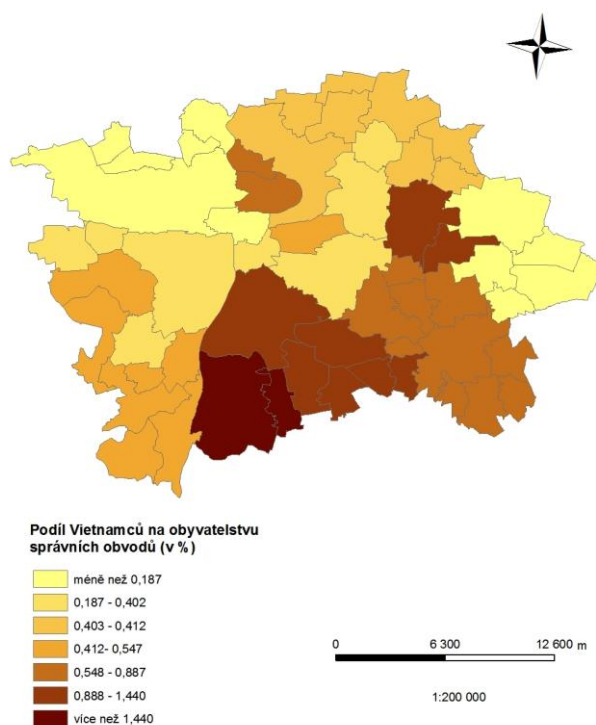 Podíl Vietnamců na obyvatelstvu
správních obvodů (v %)
méně než 0,187
0,187 - 0,402
0,403 - 0,412
0,412- 0,547
0,548 - 0,887
0,888 - 1,440
více než 1,440
0 6 300 12 600 m
1:200 000